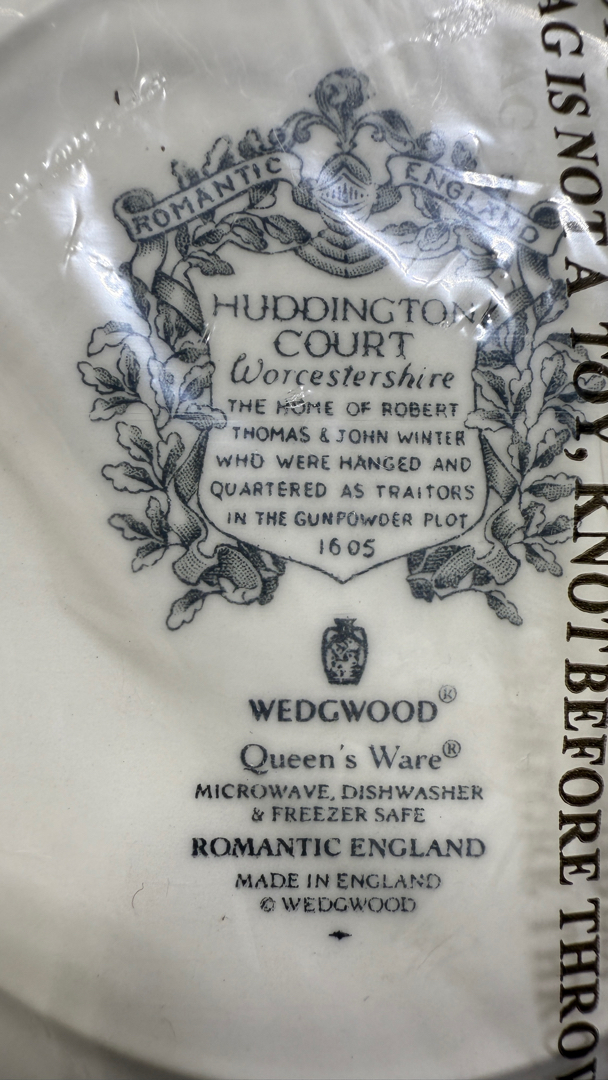 ROMANTIC ENGLAND
HUDDINGTON
COURT
Worcestershire
THE HOME OF ROBERT
THOMAS & JOHN WINTER
WHO WERE HANGED AND
QUARTERED AS TRAITORS
IN THE GUNPOWDER PLOT
1605
WEDGWOOD®
Queen's Ware®
MICROWAVE, DISHWASHER
& FREEZER SAFE
ROMANTIC ENGLAND
MADE IN ENGLAND
© WEDGWOOD
AG IS NOT A TOY, KNOT BEFORE THROW